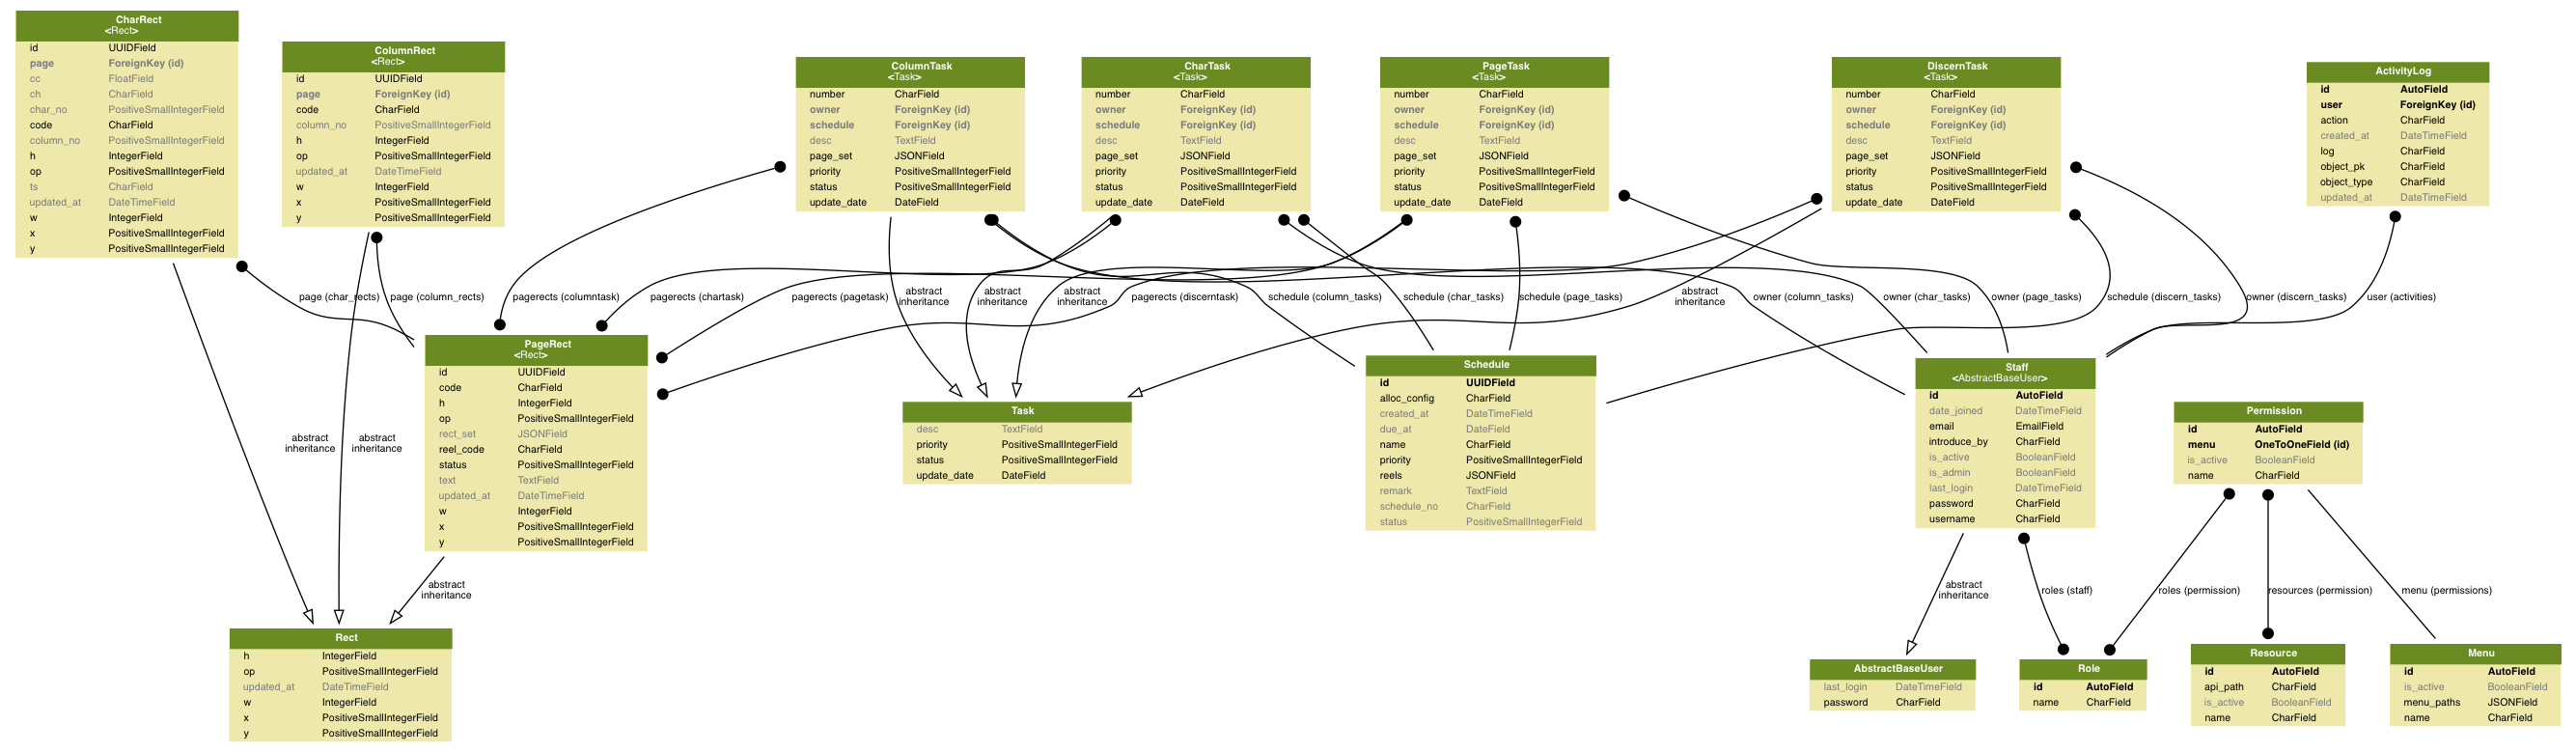 CharRect
<Rect>
id UUIDField
page ForeignKey (id)
cc FloatField
ch CharField
char_no PositiveSmallIntegerField
code CharField
column_no PositiveSmallIntegerField
h IntegerField
op PositiveSmallIntegerField
ts CharField
updated_at DateTimeField
w IntegerField
x PositiveSmallIntegerField
y PositiveSmallIntegerField
ColumnRect
<Rect>
id UUIDField
page ForeignKey (id)
code CharField
column_no PositiveSmallIntegerField
h IntegerField
op PositiveSmallIntegerField
updated_at DateTimeField
w IntegerField
x PositiveSmallIntegerField
y PositiveSmallIntegerField
ColumnTask
<Task>
number CharField
owner ForeignKey (id)
schedule ForeignKey (id)
desc TextField
page_set JSONField
priority PositiveSmallIntegerField
status PositiveSmallIntegerField
update_date DateField
CharTask
<Task>
number CharField
owner ForeignKey (id)
schedule ForeignKey (id)
desc TextField
page_set JSONField
priority PositiveSmallIntegerField
status PositiveSmallIntegerField
update_date DateField
PageTask
<Task>
number CharField
owner ForeignKey (id)
schedule ForeignKey (id)
desc TextField
page_set JSONField
priority PositiveSmallIntegerField
status PositiveSmallIntegerField
update_date DateField
DiscernTask
<Task>
number CharField
owner ForeignKey (id)
schedule ForeignKey (id)
desc TextField
page_set JSONField
priority PositiveSmallIntegerField
status PositiveSmallIntegerField
update_date DateField
ActivityLog
id AutoField
user ForeignKey (id)
action CharField
created_at DateTimeField
log CharField
object_pk CharField
object_type CharField
updated_at DateTimeField
page (char_rects)
page (column_rects)
pagerects (columntask)
pagerects (chartask)
pagerects (pagetask)
abstract
inheritance
abstract
inheritance
abstract
inheritance
pagerects (discerntask)
schedule (column_tasks)
schedule (char_tasks)
schedule (page_tasks)
abstract
inheritance
owner (column_tasks)
owner (char_tasks)
owner (page_tasks)
schedule (discern_tasks)
owner (discern_tasks)
user (activities)
PageRect
<Rect>
id UUIDField
code CharField
h IntegerField
op PositiveSmallIntegerField
rect_set JSONField
reel_code CharField
status PositiveSmallIntegerField
text TextField
updated_at DateTimeField
w IntegerField
x PositiveSmallIntegerField
y PositiveSmallIntegerField
Task
desc TextField
priority PositiveSmallIntegerField
status PositiveSmallIntegerField
update_date DateField
Schedule
id UUIDField
alloc_config CharField
created_at DateTimeField
due_at DateField
name CharField
priority PositiveSmallIntegerField
reels JSONField
remark TextField
schedule_no CharField
status PositiveSmallIntegerField
Staff
<AbstractBaseUser>
id AutoField
date_joined DateTimeField
email EmailField
introduce_by CharField
is_active BooleanField
is_admin BooleanField
last_login DateTimeField
password CharField
username CharField
Permission
id AutoField
menu OneToOneField (id)
is_active BooleanField
name CharField
abstract
inheritance
abstract
inheritance
abstract
inheritance
abstract
inheritance
roles (staff)
roles (permission)
resources (permission)
menu (permissions)
Rect
h IntegerField
op PositiveSmallIntegerField
updated_at DateTimeField
w IntegerField
x PositiveSmallIntegerField
y PositiveSmallIntegerField
AbstractBaseUser
last_login DateTimeField
password CharField
Role
id AutoField
name CharField
Resource
id AutoField
api_path CharField
is_active BooleanField
name CharField
Menu
id AutoField
is_active BooleanField
menu_paths JSONField
name CharField